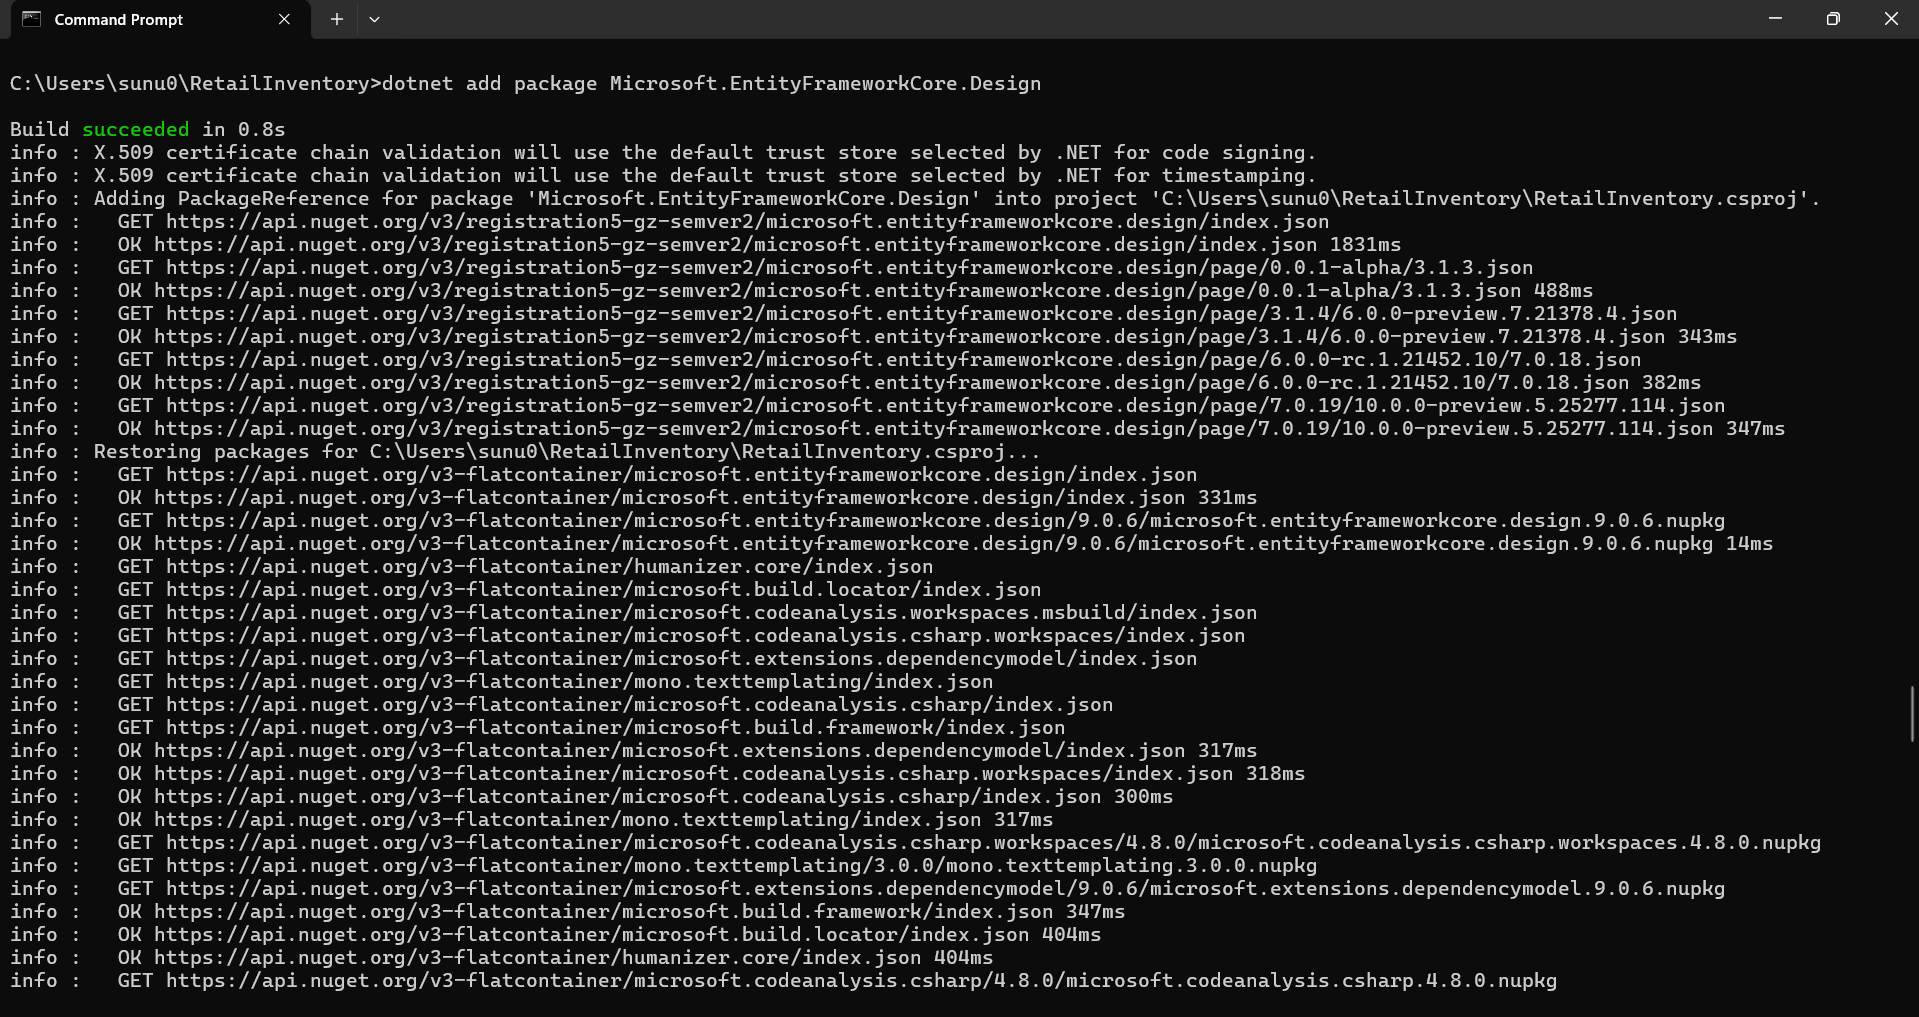 Command Prompt
C:\Users\sunu0\RetailInventory>dotnet add package Microsoft.EntityFrameworkCore.Design
Build succeeded in 0.8s
info : X.509 certificate chain validation will use the default trust store selected by .NET for code signing.
info : X.509 certificate chain validation will use the default trust store selected by .NET for timestamping.
info : Adding PackageReference for package 'Microsoft.EntityFrameworkCore.Design' into project 'C:\Users\sunu0\RetailInventory\RetailInventory.csproj'.
info :   GET https://api.nuget.org/v3/registration5-gz-semver2/microsoft.entityframeworkcore.design/index.json
info :   OK https://api.nuget.org/v3/registration5-gz-semver2/microsoft.entityframeworkcore.design/index.json 1831ms
info :   GET https://api.nuget.org/v3/registration5-gz-semver2/microsoft.entityframeworkcore.design/page/0.0.1-alpha/3.1.3.json
info :   OK https://api.nuget.org/v3/registration5-gz-semver2/microsoft.entityframeworkcore.design/page/0.0.1-alpha/3.1.3.json 488ms
info :   GET https://api.nuget.org/v3/registration5-gz-semver2/microsoft.entityframeworkcore.design/page/3.1.4/6.0.0-preview.7.21378.4.json
info :   OK https://api.nuget.org/v3/registration5-gz-semver2/microsoft.entityframeworkcore.design/page/3.1.4/6.0.0-preview.7.21378.4.json 343ms
info :   GET https://api.nuget.org/v3/registration5-gz-semver2/microsoft.entityframeworkcore.design/page/6.0.0-rc.1.21452.10/7.0.18.json
info :   OK https://api.nuget.org/v3/registration5-gz-semver2/microsoft.entityframeworkcore.design/page/6.0.0-rc.1.21452.10/7.0.18.json 382ms
info :   GET https://api.nuget.org/v3/registration5-gz-semver2/microsoft.entityframeworkcore.design/page/7.0.19/10.0.0-preview.5.25277.114.json
info :   OK https://api.nuget.org/v3/registration5-gz-semver2/microsoft.entityframeworkcore.design/page/7.0.19/10.0.0-preview.5.25277.114.json 347ms
info : Restoring packages for C:\Users\sunu0\RetailInventory\RetailInventory.csproj...
info :   GET https://api.nuget.org/v3-flatcontainer/microsoft.entityframeworkcore.design/index.json
info :   OK https://api.nuget.org/v3-flatcontainer/microsoft.entityframeworkcore.design/index.json 331ms
info :   GET https://api.nuget.org/v3-flatcontainer/microsoft.entityframeworkcore.design/9.0.6/microsoft.entityframeworkcore.design.9.0.6.nupkg
info :   OK https://api.nuget.org/v3-flatcontainer/microsoft.entityframeworkcore.design/9.0.6/microsoft.entityframeworkcore.design.9.0.6.nupkg 14ms
info :   GET https://api.nuget.org/v3-flatcontainer/humanizer.core/index.json
info :   GET https://api.nuget.org/v3-flatcontainer/microsoft.build.locator/index.json
info :   GET https://api.nuget.org/v3-flatcontainer/microsoft.codeanalysis.workspaces.msbuild/index.json
info :   GET https://api.nuget.org/v3-flatcontainer/microsoft.codeanalysis.csharp.workspaces/index.json
info :   GET https://api.nuget.org/v3-flatcontainer/microsoft.extensions.dependencymodel/index.json
info :   GET https://api.nuget.org/v3-flatcontainer/mono.texttemplating/index.json
info :   GET https://api.nuget.org/v3-flatcontainer/microsoft.codeanalysis.csharp/index.json
info :   GET https://api.nuget.org/v3-flatcontainer/microsoft.build.framework/index.json
info :   OK https://api.nuget.org/v3-flatcontainer/microsoft.extensions.dependencymodel/index.json 317ms
info :   OK https://api.nuget.org/v3-flatcontainer/microsoft.codeanalysis.csharp.workspaces/index.json 318ms
info :   OK https://api.nuget.org/v3-flatcontainer/microsoft.codeanalysis.csharp/index.json 300ms
info :   OK https://api.nuget.org/v3-flatcontainer/mono.texttemplating/index.json 317ms
info :   GET https://api.nuget.org/v3-flatcontainer/microsoft.codeanalysis.csharp.workspaces/4.8.0/microsoft.codeanalysis.csharp.workspaces.4.8.0.nupkg
info :   GET https://api.nuget.org/v3-flatcontainer/mono.texttemplating/3.0.0/mono.texttemplating.3.0.0.nupkg
info :   GET https://api.nuget.org/v3-flatcontainer/microsoft.extensions.dependencymodel/9.0.6/microsoft.extensions.dependencymodel.9.0.6.nupkg
info :   OK https://api.nuget.org/v3-flatcontainer/microsoft.build.framework/index.json 347ms
info :   OK https://api.nuget.org/v3-flatcontainer/microsoft.build.locator/index.json 404ms
info :   OK https://api.nuget.org/v3-flatcontainer/humanizer.core/index.json 404ms
info :   GET https://api.nuget.org/v3-flatcontainer/microsoft.codeanalysis.csharp/4.8.0/microsoft.codeanalysis.csharp.4.8.0.nupkg